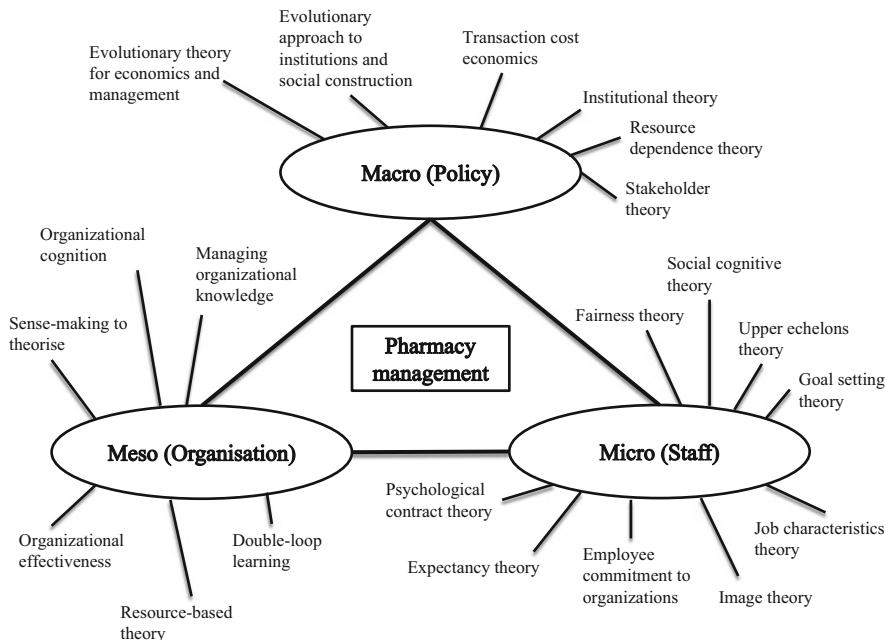 Evolutionary theory
for economics and
management
Evolutionary
approach to
institutions and
social construction
Transaction cost
economics
Institutional theory
Resource
dependence theory
Stakeholder
theory
Macro (Policy)
Organizational
cognition
Managing
organizational
knowledge
Sense-making to
theorise
Social cognitive
theory
Fairness theory
Upper echelons
theory
Goal setting
theory
Pharmacy
management
Meso (Organisation)
Micro (Staff)
Organizational
effectiveness
Resource-based
theory
Double-loop
learning
Psychological
contract theory
Expectancy theory
Employee
commitment to
organizations
Image theory
Job characteristics
theory